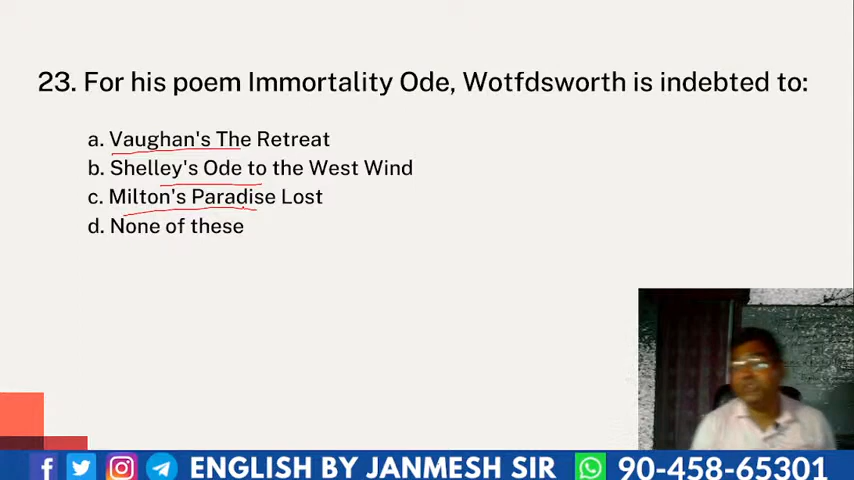 23. For his poem Immortality Ode, Wotfdsworth is indebted to:
a. Vaughan's The Retreat
b. Shelley's Ode to the West Wind
c. Milton's Paradise Lost
d. None of these
ENGLISH BY JANMESH SIR 90-458-65301